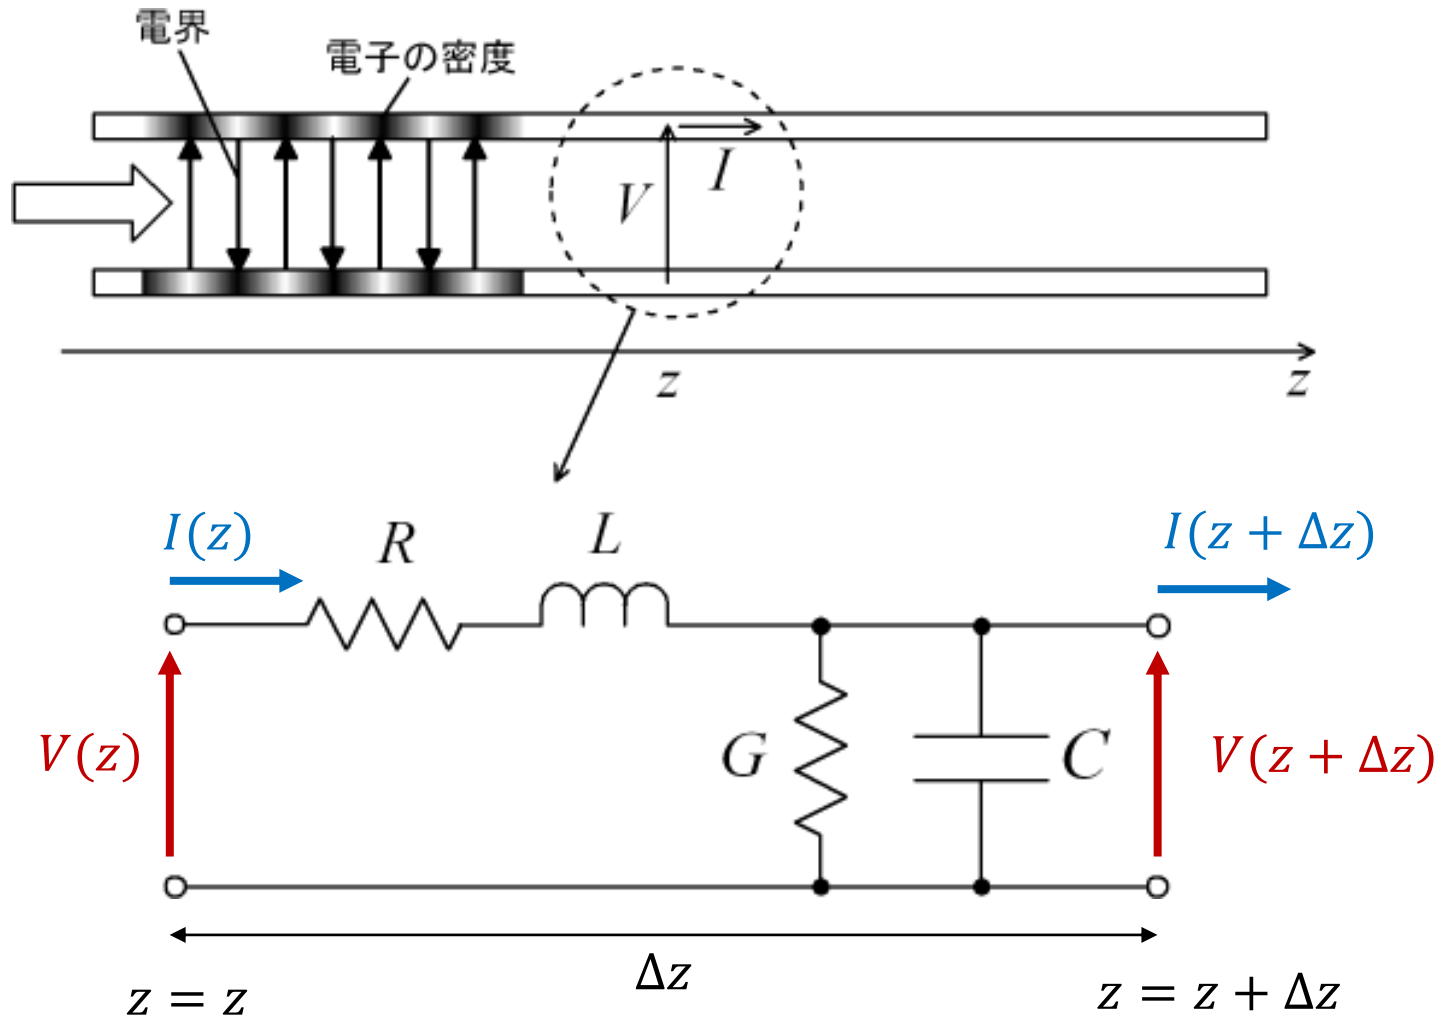 電界
電子の密度
V
I
z
z
I(z)
R
L
I(z + Δz)
V(z)
G
C
V(z + Δz)
Δz
z = z
z = z + Δz